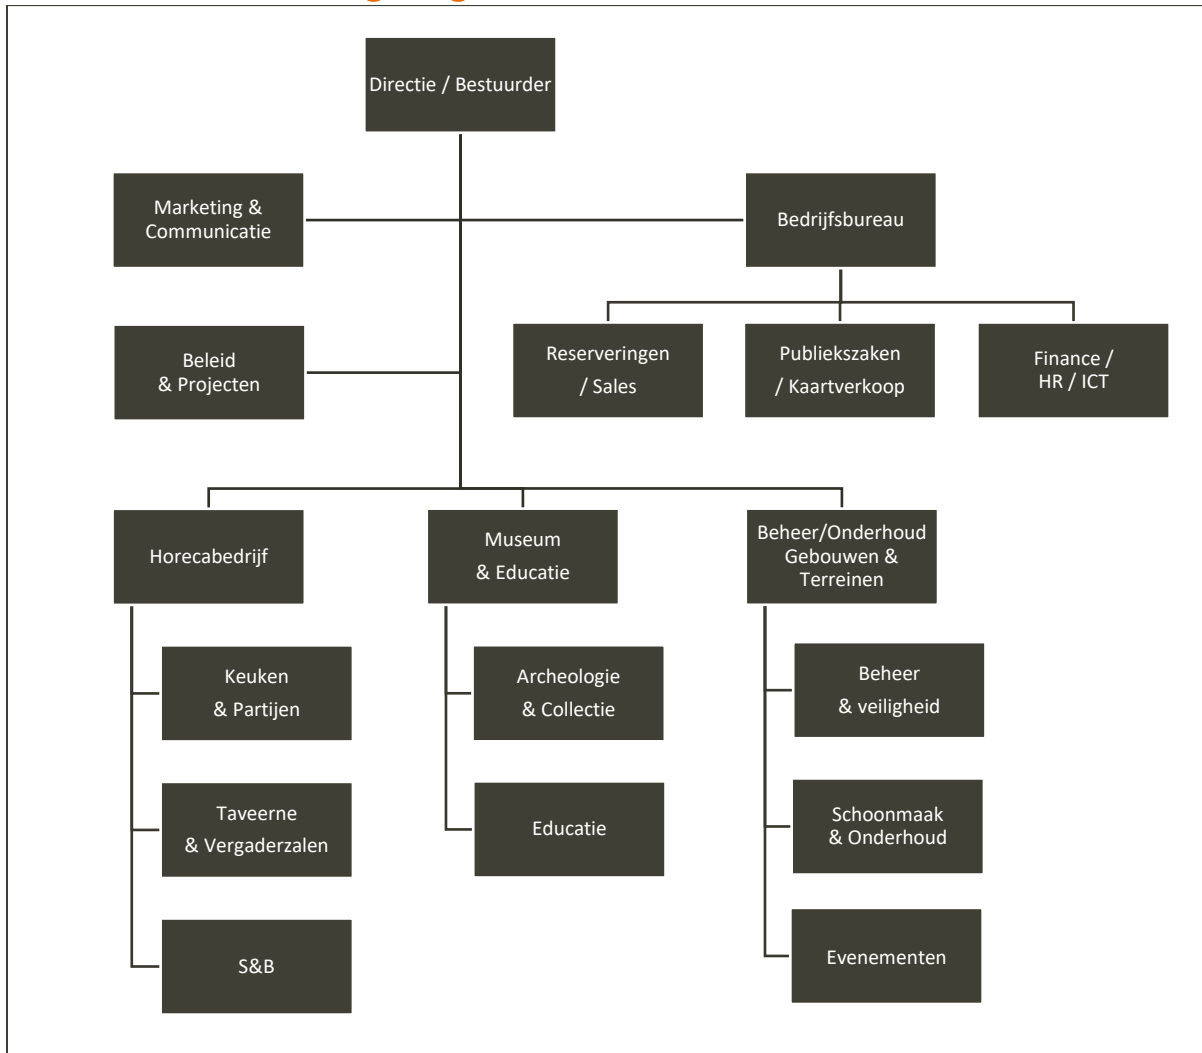 Directie / Bestuurder
Marketing &
Communicatie
Bedrijfsbureau
Beleid
& Projecten
Reserveringen
/ Sales
Publiekszaken
/ Kaartverkoop
Finance /
HR / ICT
Horecabedrijf
Museum
& Educatie
Beheer/Onderhoud
Gebouwen &
Terreinen
Keuken
& Partijen
Archeologie
& Collectie
Beheer
& veiligheid
Taveerne
& Vergaderzalen
Educatie
Schoonmaak
& Onderhoud
S&B
Evenementen